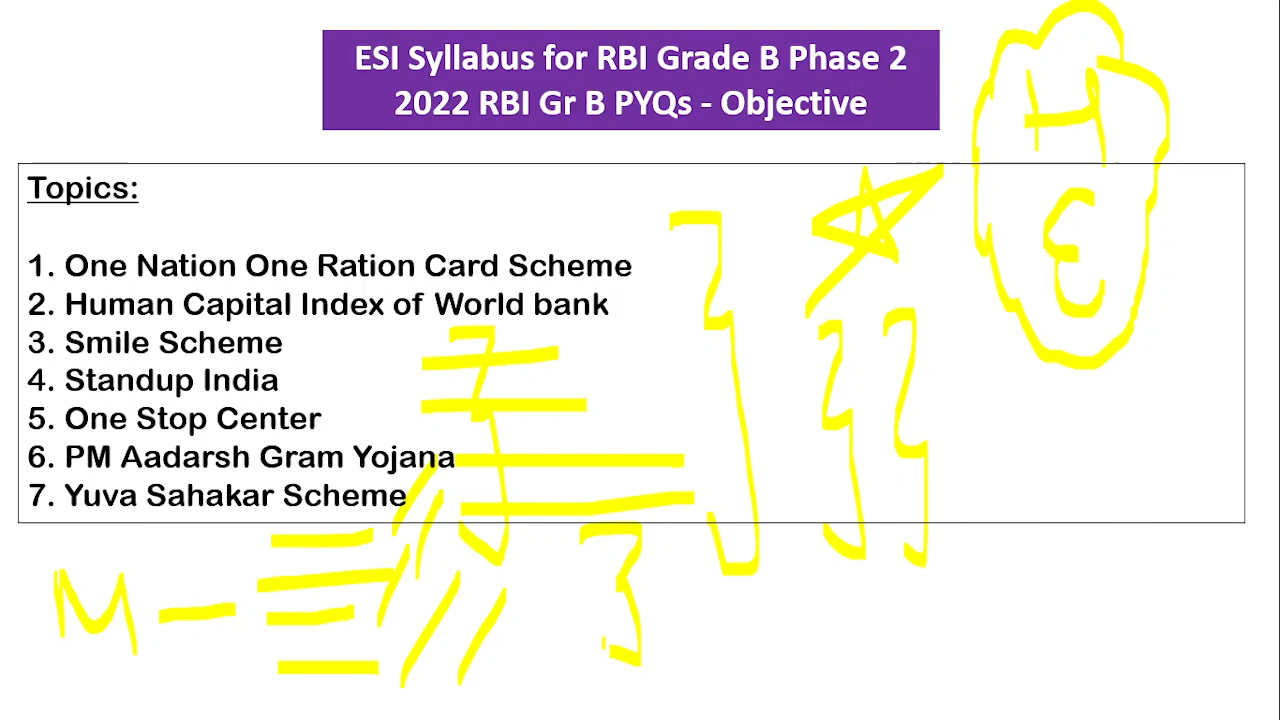 ESI Syllabus for RBI Grade B Phase 2
2022 RBI Gr B PYQs - Objective
Topics:
1. One Nation One Ration Card Scheme
2. Human Capital Index of World bank
3. Smile Scheme
4. Standup India
5. One Stop Center
6. PM Aadarsh Gram Yojana
7. Yuva Sahakar Scheme
H
E
M -